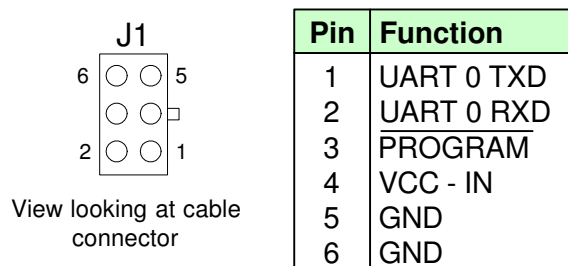 J1
6 5
2 1
View looking at cable
connector
Pin Function
1 UART 0 TXD
2 UART 0 RXD
3 PROGRAM
4 VCC - IN
5 GND
6 GND